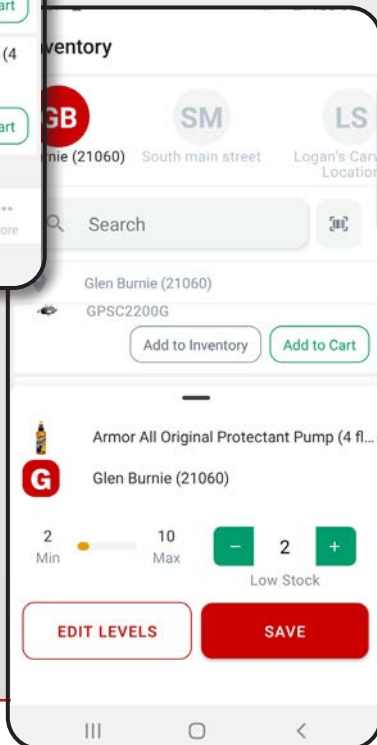 art
(4
art
ore
ventory
GB
SM
LS
rnie (21060) South main street Logan's Car
Location
Search
Glen Burnie (21060)
GPSC2200G
Add to Inventory Add to Cart
Armor All Original Protectant Pump (4 fl...
G Glen Burnie (21060)
2 10 − 2 +
Min Max
Low Stock
EDIT LEVELS SAVE